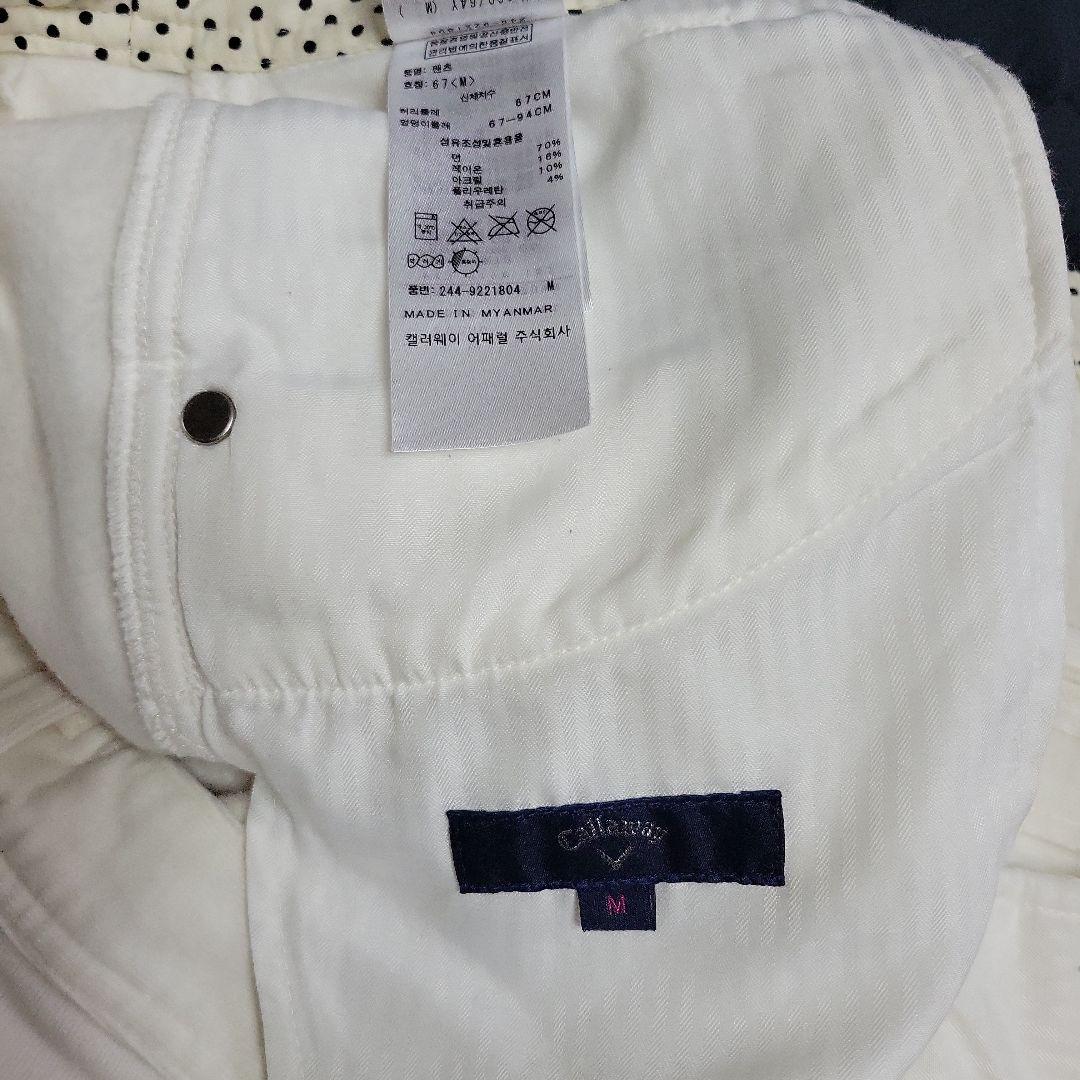 품명: 팬츠
호칭: 67<M>
신체치수
허리둘레 67CM
엉덩이둘레 67-94CM
섬유조성및혼용율
면 70%
레이온 16%
아크릴 10%
폴리우레탄 4%
취급주의
품번: 244-9221804 M
MADE IN MYANMAR
캘러웨이 어패럴 주식회사
Callaway
M